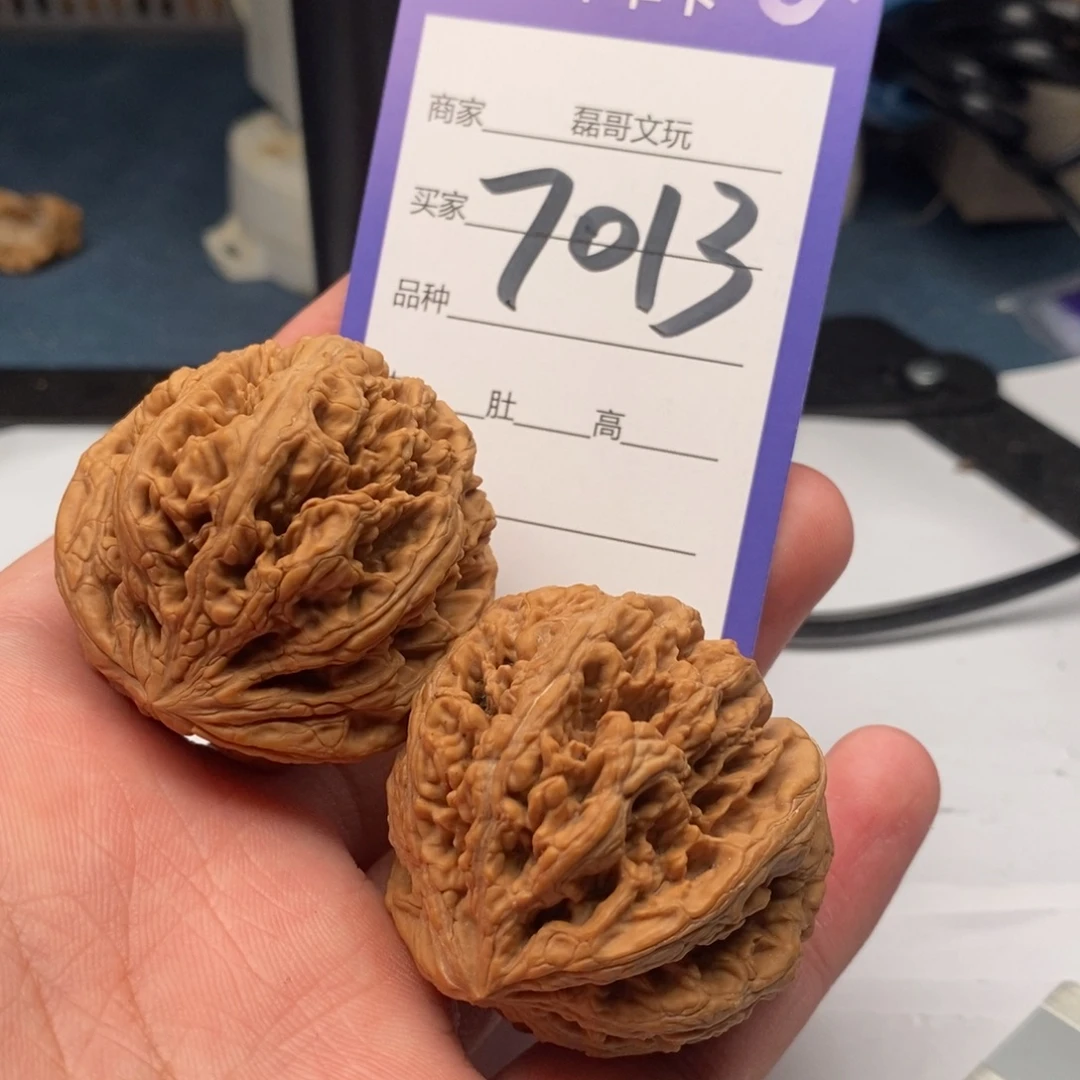 商家 磊哥文玩
买家 7013
品种
肚 高